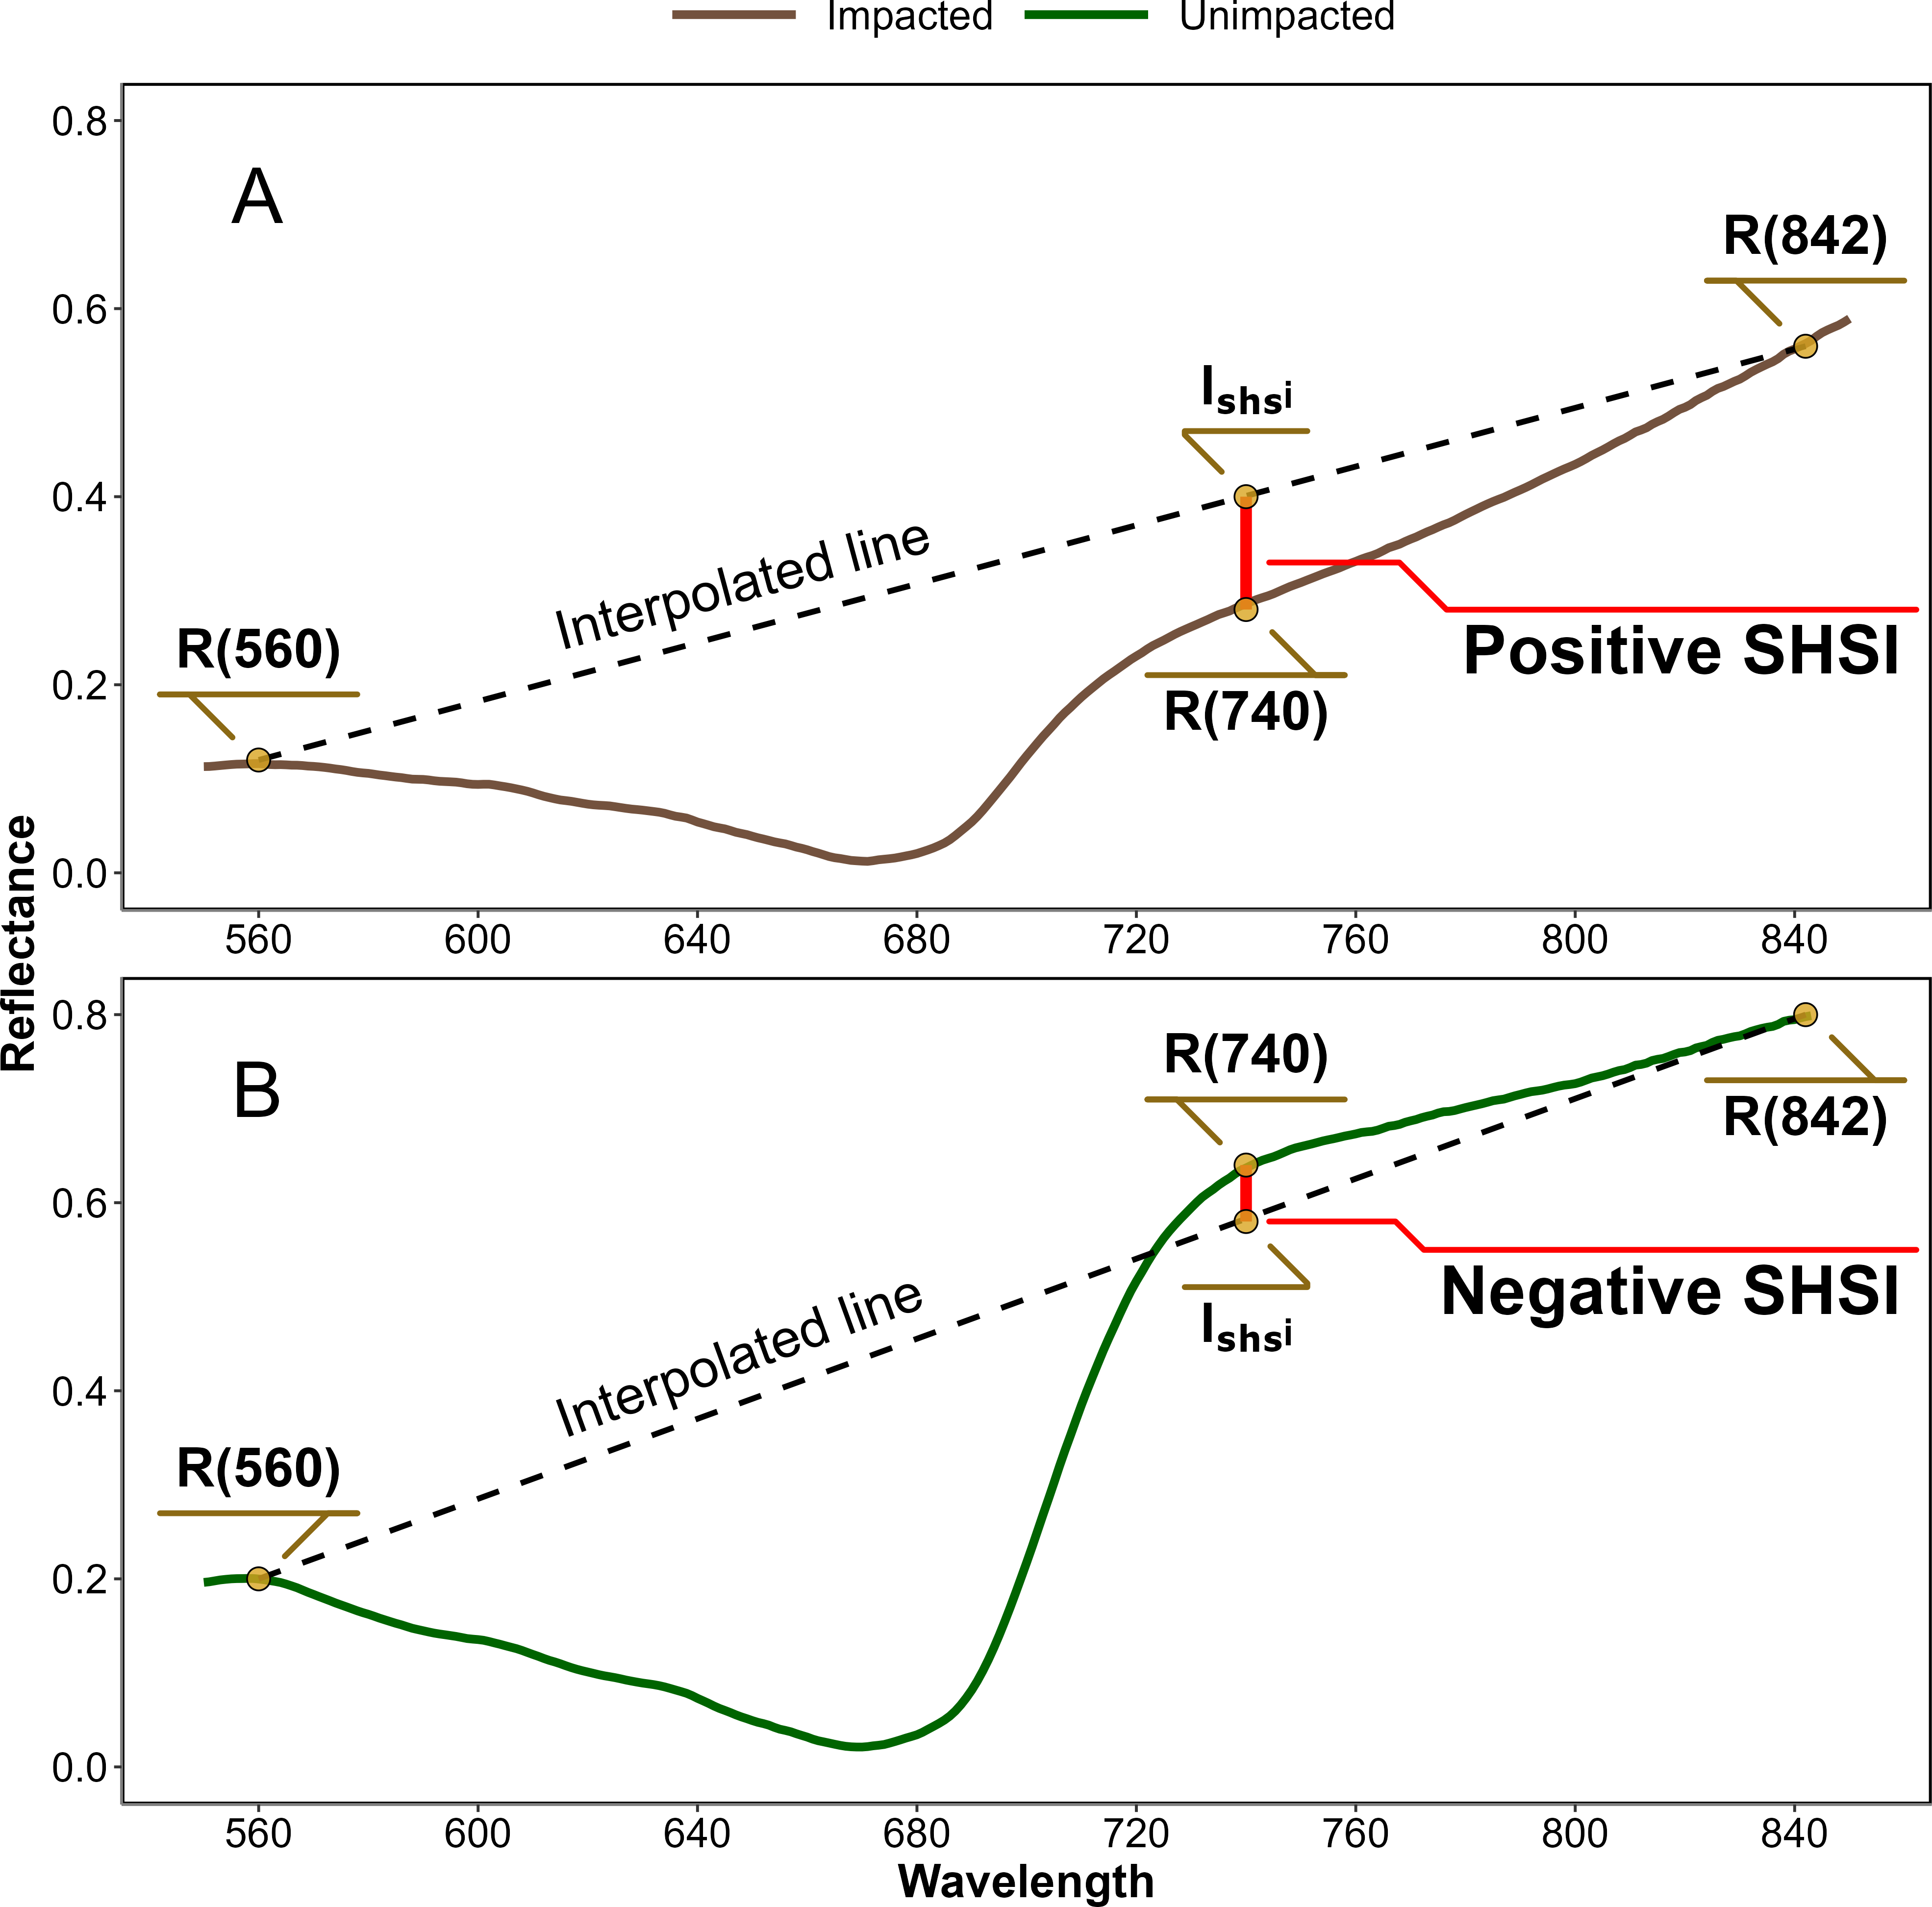 Impacted Unimpacted
A
0.8
0.6
0.4
0.2
0.0
R(842)
Ishsi
Interpolated line
R(560)
Positive SHSI
R(740)
560 600 640 680 720 760 800 840
Reflectance
B
0.8
0.6
0.4
0.2
0.0
R(740)
R(842)
Negative SHSI
Ishsi
Interpolated line
R(560)
560 600 640 680 720 760 800 840
Wavelength